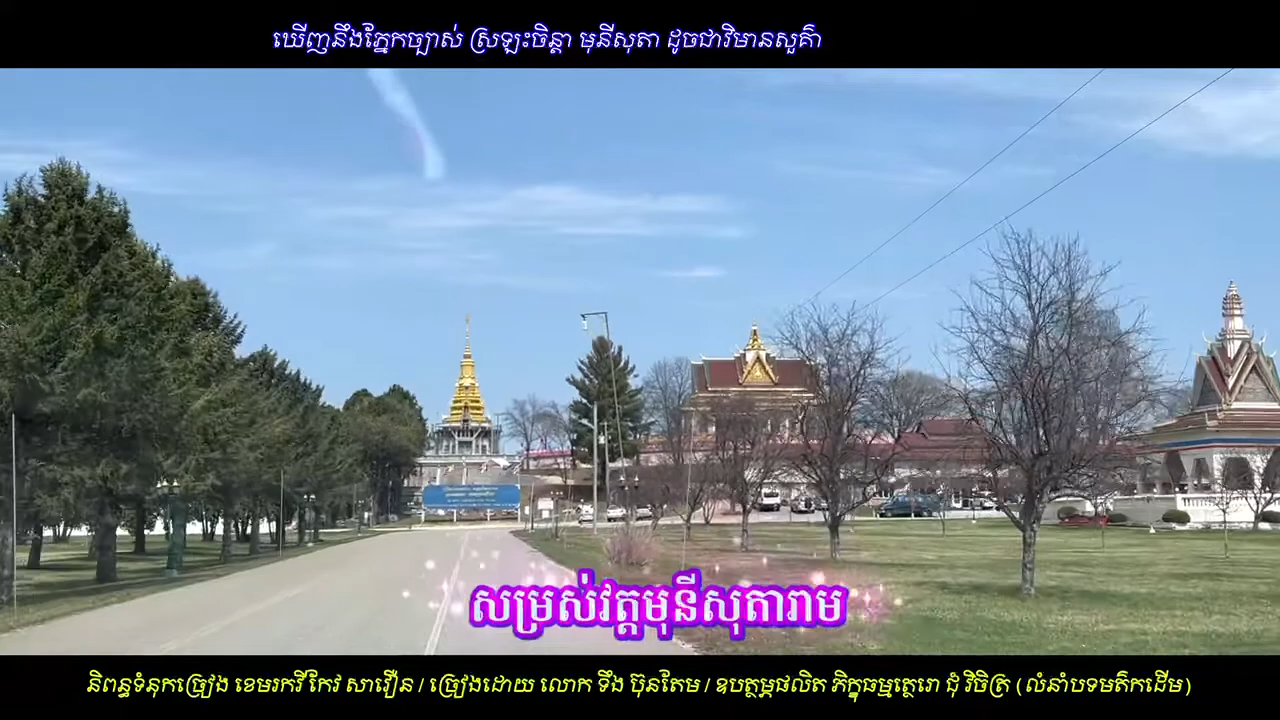 ឃើញនឹងភ្នែកច្បាស់ ស្រឡះចិន្តា មុនីសុតា ដូចជាវិមានសួគ៌ា
សម្រស់វត្តមុនីសុតារាម
និពន្ធទំនុកច្រៀង ខេមរកវី កែវ សាវឿន / ច្រៀងដោយ លោក ទឹង ប៊ុនតែម / ឧបត្ថម្ភផលិត ភិក្ខុធម្មត្ថេរោ ជុំ វិចិត្រ (លំនាំបទមត៌កដើម)